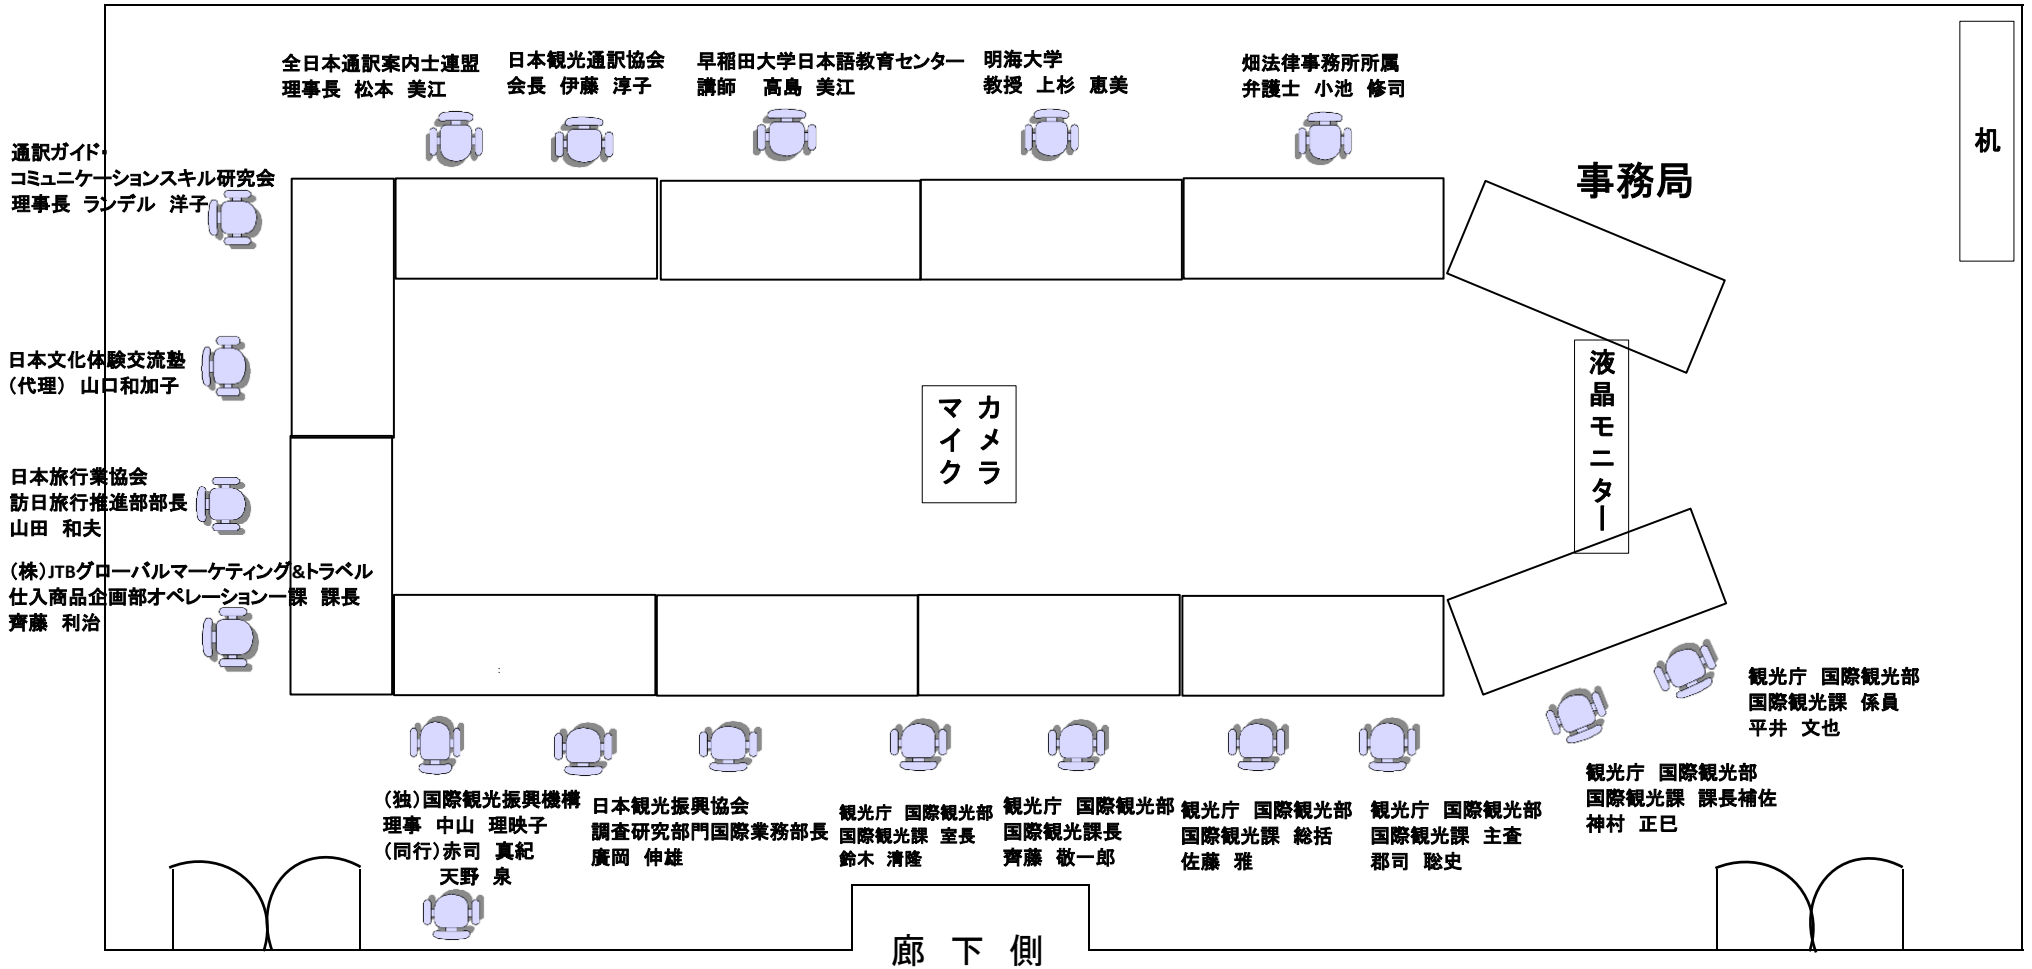 全日本通訳案内士連盟
理事長　松本　美江
日本観光通訳協会
会長　伊藤　淳子
早稲田大学日本語教育センター
講師　高島　美江
明海大学
教授　上杉　恵美
畑法律事務所所属
弁護士　小池　修司
事務局
机
通訳ガイド・
コミュニケーションスキル研究会
理事長　ランデル　洋子
日本文化体験交流塾
（代理）　山口和加子
日本旅行業協会
訪日旅行推進部部長
山田　和夫
（株）JTBグローバルマーケティング&トラベル
仕入商品企画部オペレーション一課　課長
齊藤　利治
カメラ
マイク
液晶モニター
（独）国際観光振興機構
理事　中山　理映子
（同行）赤司　真紀
天野　泉
日本観光振興協会
調査研究部門国際業務部長
廣岡　伸雄
観光庁　国際観光部
国際観光課　室長
鈴木　清隆
観光庁　国際観光部
国際観光課長
齊藤　敬一郎
観光庁　国際観光部
国際観光課　総括
佐藤　雅
観光庁　国際観光部
国際観光課　主査
郡司　聡史
観光庁　国際観光部
国際観光課　課長補佐
神村　正巳
観光庁　国際観光部
国際観光課　係員
平井　文也
廊下側